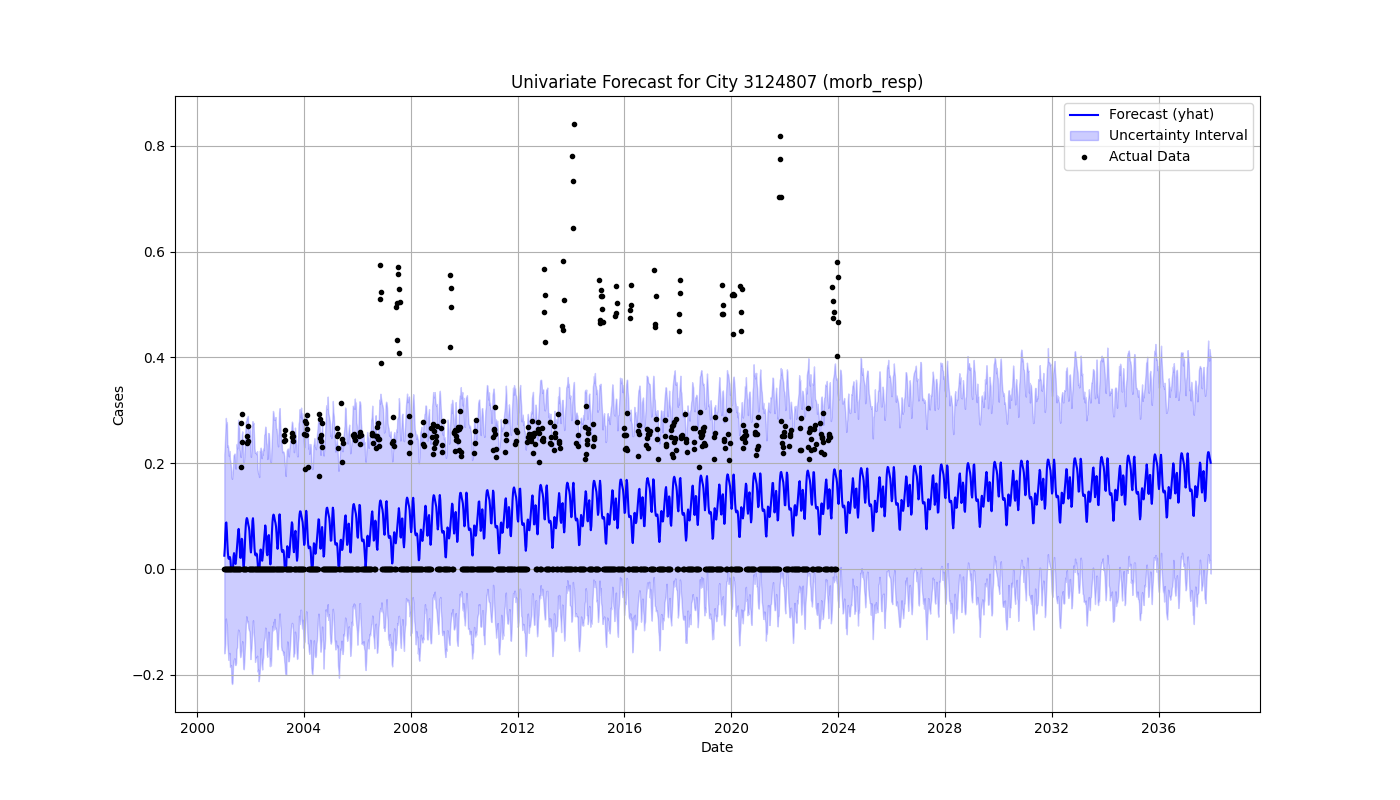 Univariate Forecast for City 3124807 (morb_resp)
Forecast (yhat)
Uncertainty Interval
Actual Data
Cases
0.8
0.6
0.4
0.2
0.0
−0.2
2000 2004 2008 2012 2016 2020 2024 2028 2032 2036
Date